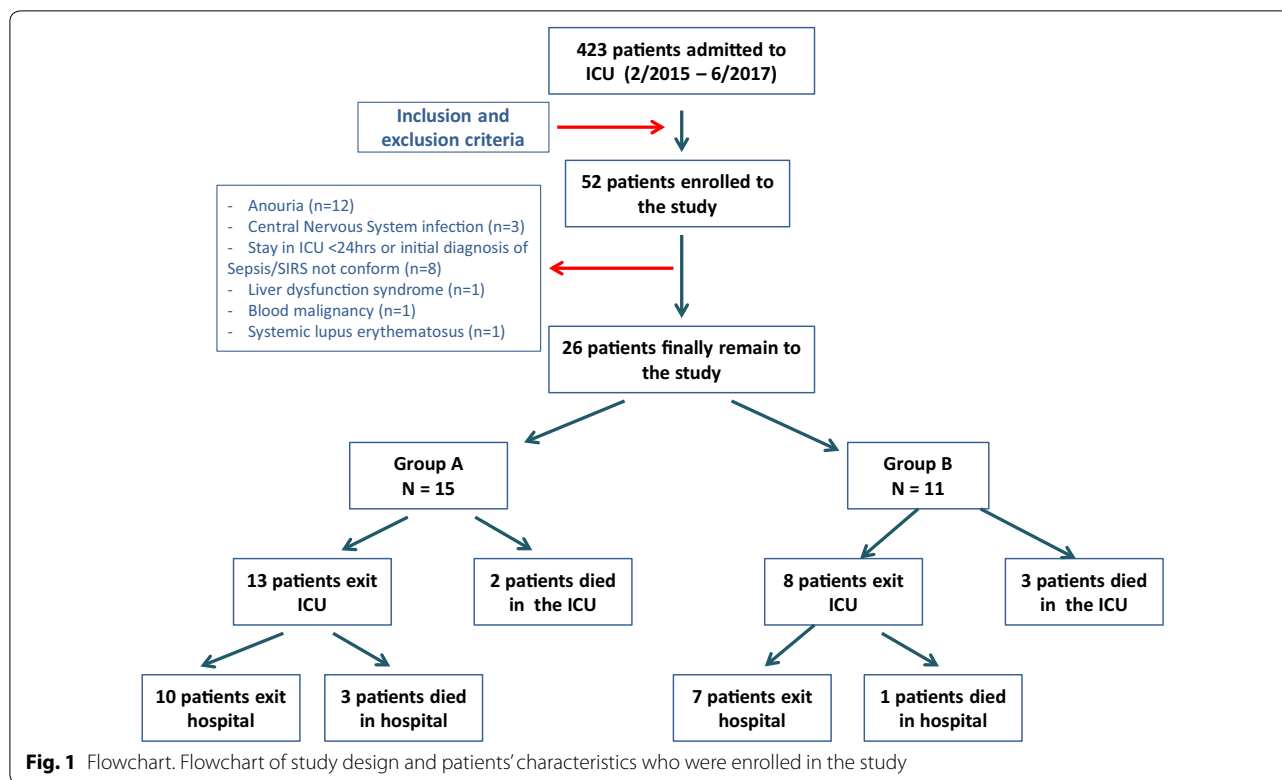 423 patients admitted to
ICU (2/2015 – 6/2017)
Inclusion and
exclusion criteria
52 patients enrolled to
the study
- Anouria (n=12)
- Central Nervous System infection (n=3)
- Stay in ICU <24hrs or initial diagnosis of
Sepsis/SIRS not conform (n=8)
- Liver dysfunction syndrome (n=1)
- Blood malignancy (n=1)
- Systemic lupus erythematosus (n=1)
26 patients finally remain to
the study
Group A
N = 15
Group B
N = 11
13 patients exit
ICU
2 patients died
in the ICU
8 patients exit
ICU
3 patients died
in the ICU
10 patients exit
hospital
3 patients died
in hospital
7 patients exit
hospital
1 patients died
in hospital
Fig. 1 Flowchart. Flowchart of study design and patients' characteristics who were enrolled in the study